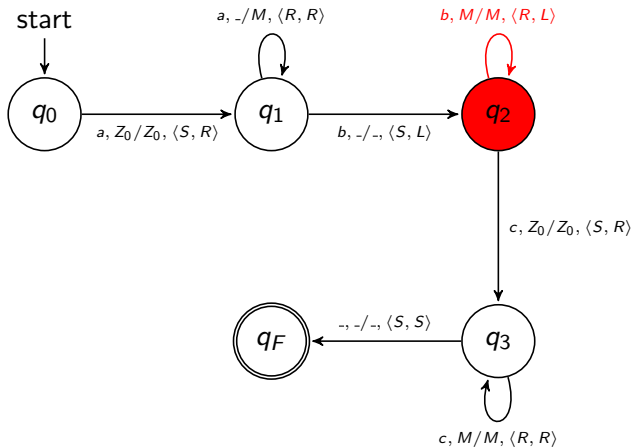 start
a, _/M, ⟨R, R⟩
b, M/M, ⟨R, L⟩
q0
q1
q2
a, Z0/Z0, ⟨S, R⟩
b, _/_, ⟨S, L⟩
c, Z0/Z0, ⟨S, R⟩
_, _/_, ⟨S, S⟩
qF
q3
c, M/M, ⟨R, R⟩